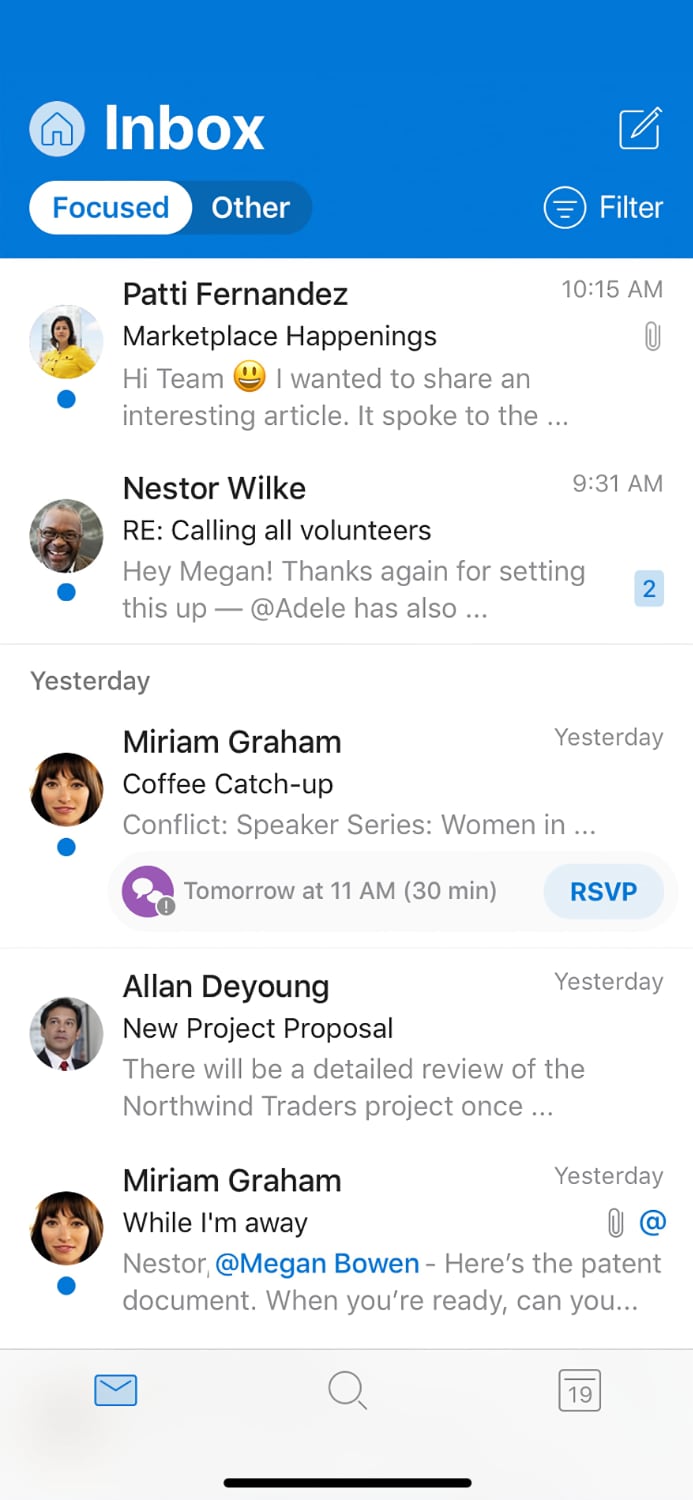 Inbox
Focused
Other
Filter
Patti Fernandez
10:15 AM
Marketplace Happenings
Hi Team 😃 I wanted to share an
interesting article. It spoke to the ...
Nestor Wilke
9:31 AM
RE: Calling all volunteers
Hey Megan! Thanks again for setting
this up — @Adele has also ...
2
Yesterday
Miriam Graham
Yesterday
Coffee Catch-up
Conflict: Speaker Series: Women in ...
Tomorrow at 11 AM (30 min)
RSVP
Allan Deyoung
Yesterday
New Project Proposal
There will be a detailed review of the
Northwind Traders project once ...
Miriam Graham
Yesterday
While I'm away
@
Nestor, @Megan Bowen - Here’s the patent
document. When you’re ready, can you...
19